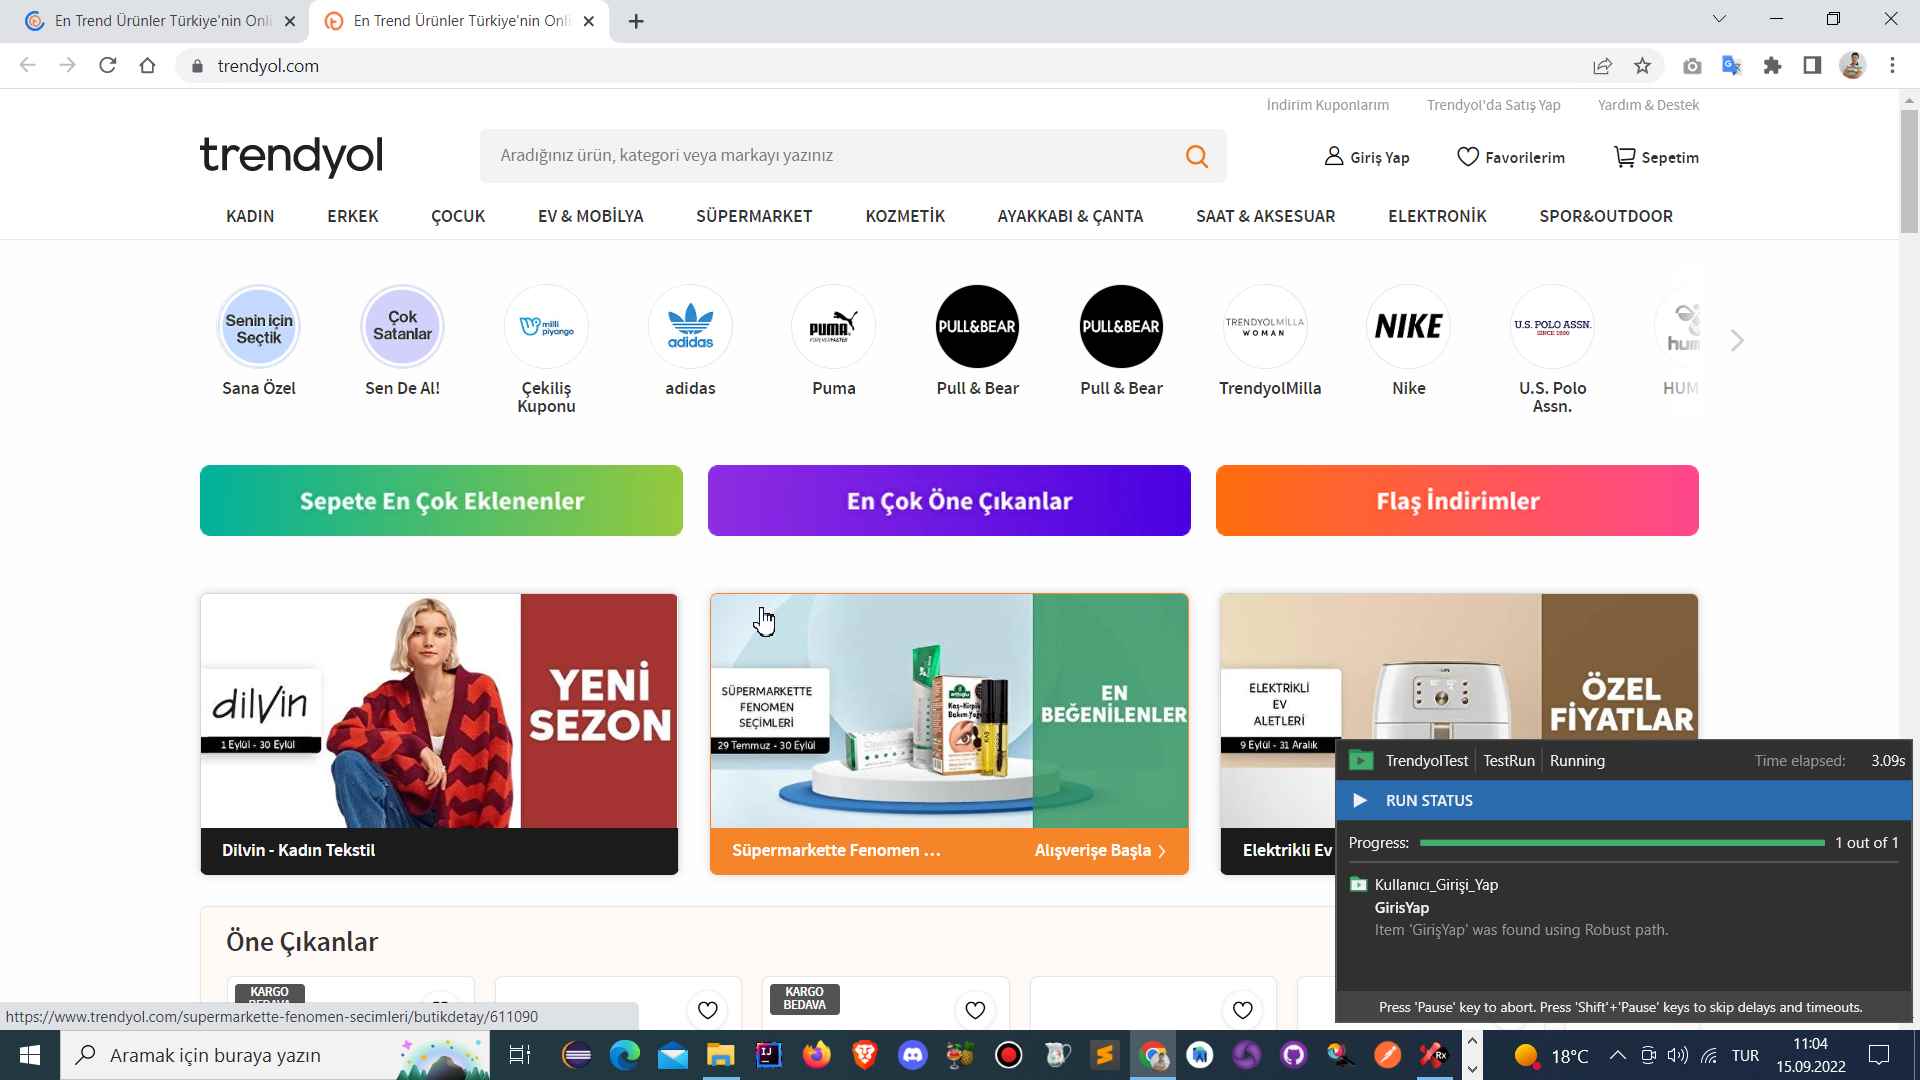 En Trend Ürünler Türkiye'nin Onli
En Trend Ürünler Türkiye'nin Onli
trendyol.com
İndirim Kuponlarım
Trendyol'da Satış Yap
Yardım & Destek
trendyol
Aradığınız ürün, kategori veya markayı yazınız
Giriş Yap
Favorilerim
Sepetim
KADIN
ERKEK
ÇOCUK
EV & MOBİLYA
SÜPERMARKET
KOZMETİK
AYAKKABI & ÇANTA
SAAT & AKSESUAR
ELEKTRONİK
SPOR&OUTDOOR
Senin için
Seçtik
Çok
Satanlar
milli
piyango
adidas
PUMA
FOREVER FASTER
PULL&BEAR
PULL&BEAR
TRENDYOLMİLLA
WOMAN
NIKE
U.S. POLO ASSN.
SINCE 1890
hum
Sana Özel
Sen De Al!
Çekiliş
Kuponu
adidas
Puma
Pull & Bear
Pull & Bear
TrendyolMilla
Nike
U.S. Polo
Assn.
HUM
Sepete En Çok Eklenenler
En Çok Öne Çıkanlar
Flaş İndirimler
dilvin
1 Eylül - 30 Eylül
YENİ
SEZON
Dilvin - Kadın Tekstil
SÜPERMARKETTE
FENOMEN
SEÇİMLERİ
29 Temmuz - 30 Eylül
EN
BEĞENİLENLER
Süpermarkette Fenomen ...
Alışverişe Başla
ELEKTRİKLİ
EV
ALETLERİ
9 Eylül - 31 Aralık
ÖZEL
FİYATLAR
Elektrikli Ev
TrendyolTest
TestRun
Running
Time elapsed:
3.09s
RUN STATUS
Progress:
1 out of 1
Kullanıcı_Girişi_Yap
GirisYap
Item 'GirişYap' was found using Robust path.
Press 'Pause' key to abort. Press 'Shift'+'Pause' keys to skip delays and timeouts.
Öne Çıkanlar
KARGO
BEDAVA
KARGO
BEDAVA
https://www.trendyol.com/supermarkette-fenomen-secimleri/butikdetay/611090
Aramak için buraya yazın
18°C
TUR
11:04
15.09.2022